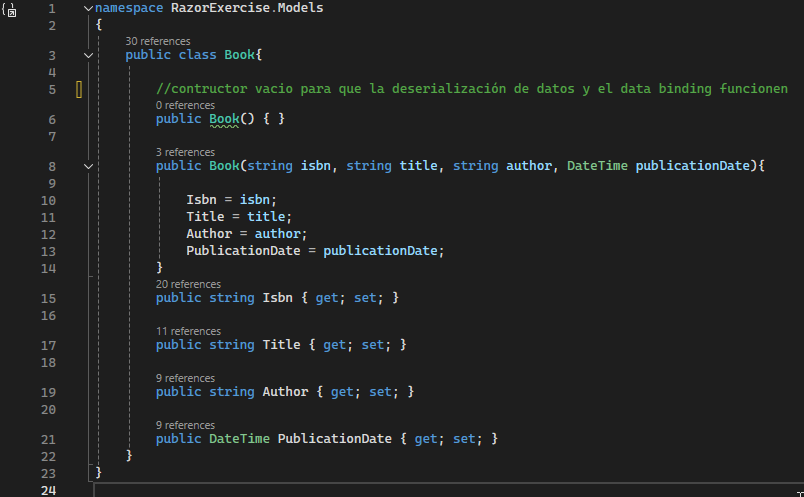 1 namespace RazorExercise.Models
2 {
30 references
3 public class Book{
4
5 //contructor vacio para que la deserialización de datos y el data binding funcionen
0 references
6 public Book() { }
7
3 references
8 public Book(string isbn, string title, string author, DateTime publicationDate){
9
10 Isbn = isbn;
11 Title = title;
12 Author = author;
13 PublicationDate = publicationDate;
14 }
20 references
15 public string Isbn { get; set; }
16
11 references
17 public string Title { get; set; }
18
9 references
19 public string Author { get; set; }
20
9 references
21 public DateTime PublicationDate { get; set; }
22 }
23 }
24